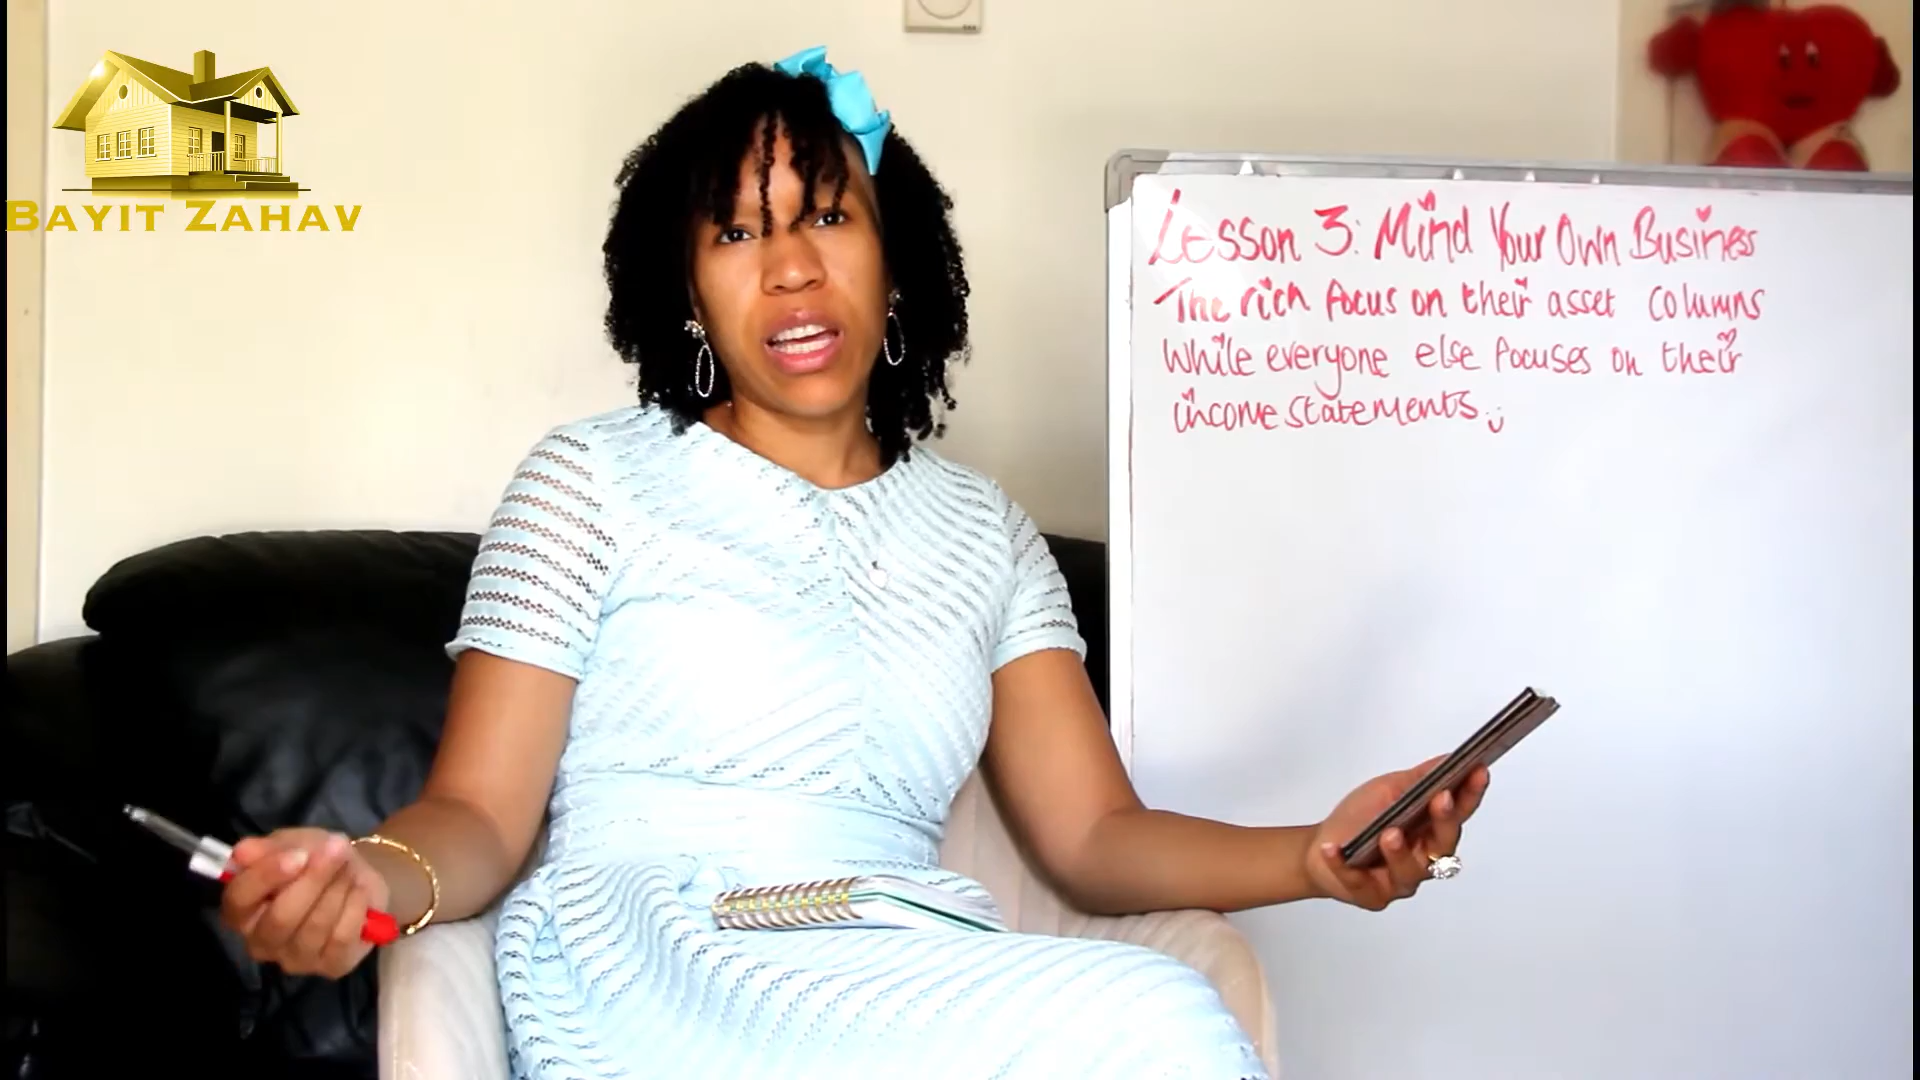 BAYIT ZAHAV
Lesson 3: Mind Your Own Business
The rich focus on their asset columns
while everyone else focuses on their
income statements.